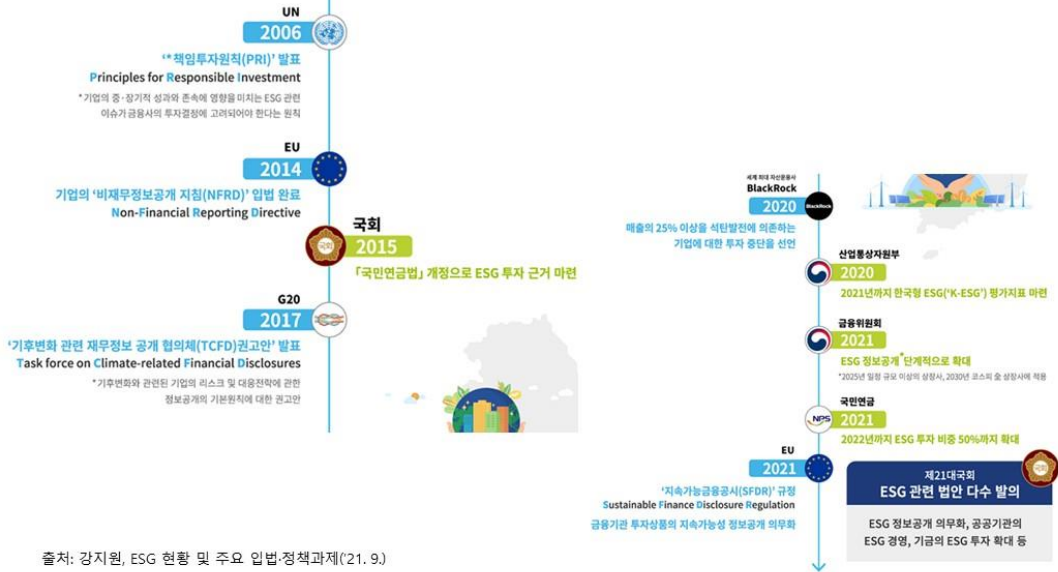 UN
2006
‘*책임투자원칙(PRI)’ 발표
Principles for Responsible Investment
*기업의 중·장기적 성과와 존속에 영향을 미치는 ESG 관련
이슈가 금융사의 투자결정에 고려되어야 한다는 원칙
EU
2014
기업의 ‘비재무정보공개 지침(NFRD)’ 입법 완료
Non-Financial Reporting Directive
국회
국회
2015
「국민연금법」 개정으로 ESG 투자 근거 마련
G20
2017
‘기후변화 관련 재무정보 공개 협의체(TCFD)권고안’ 발표
Task force on Climate-related Financial Disclosures
*기후변화와 관련된 기업의 리스크 및 대응전략에 관한
정보공개의 기본원칙에 대한 권고안
세계 최대 자산운용사
BlackRock
2020
BlackRock
매출의 25% 이상을 석탄발전에 의존하는
기업에 대한 투자 중단을 선언
산업통상자원부
2020
2021년까지 한국형 ESG(‘K-ESG’) 평가지표 마련
금융위원회
2021
ESG 정보공개*단계적으로 확대
*2025년 일정 규모 이상의 상장사, 2030년 코스피 全 상장사에 적용
국민연금
NPS
2021
2022년까지 ESG 투자 비중 50%까지 확대
EU
2021
‘지속가능금융공시(SFDR)’ 규정
Sustainable Finance Disclosure Regulation
금융기관 투자상품의 지속가능성 정보공개 의무화
국회
제21대국회
ESG 관련 법안 다수 발의
ESG 정보공개 의무화, 공공기관의
ESG 경영, 기금의 ESG 투자 확대 등
출처: 강지원, ESG 현황 및 주요 입법·정책과제('21. 9.)